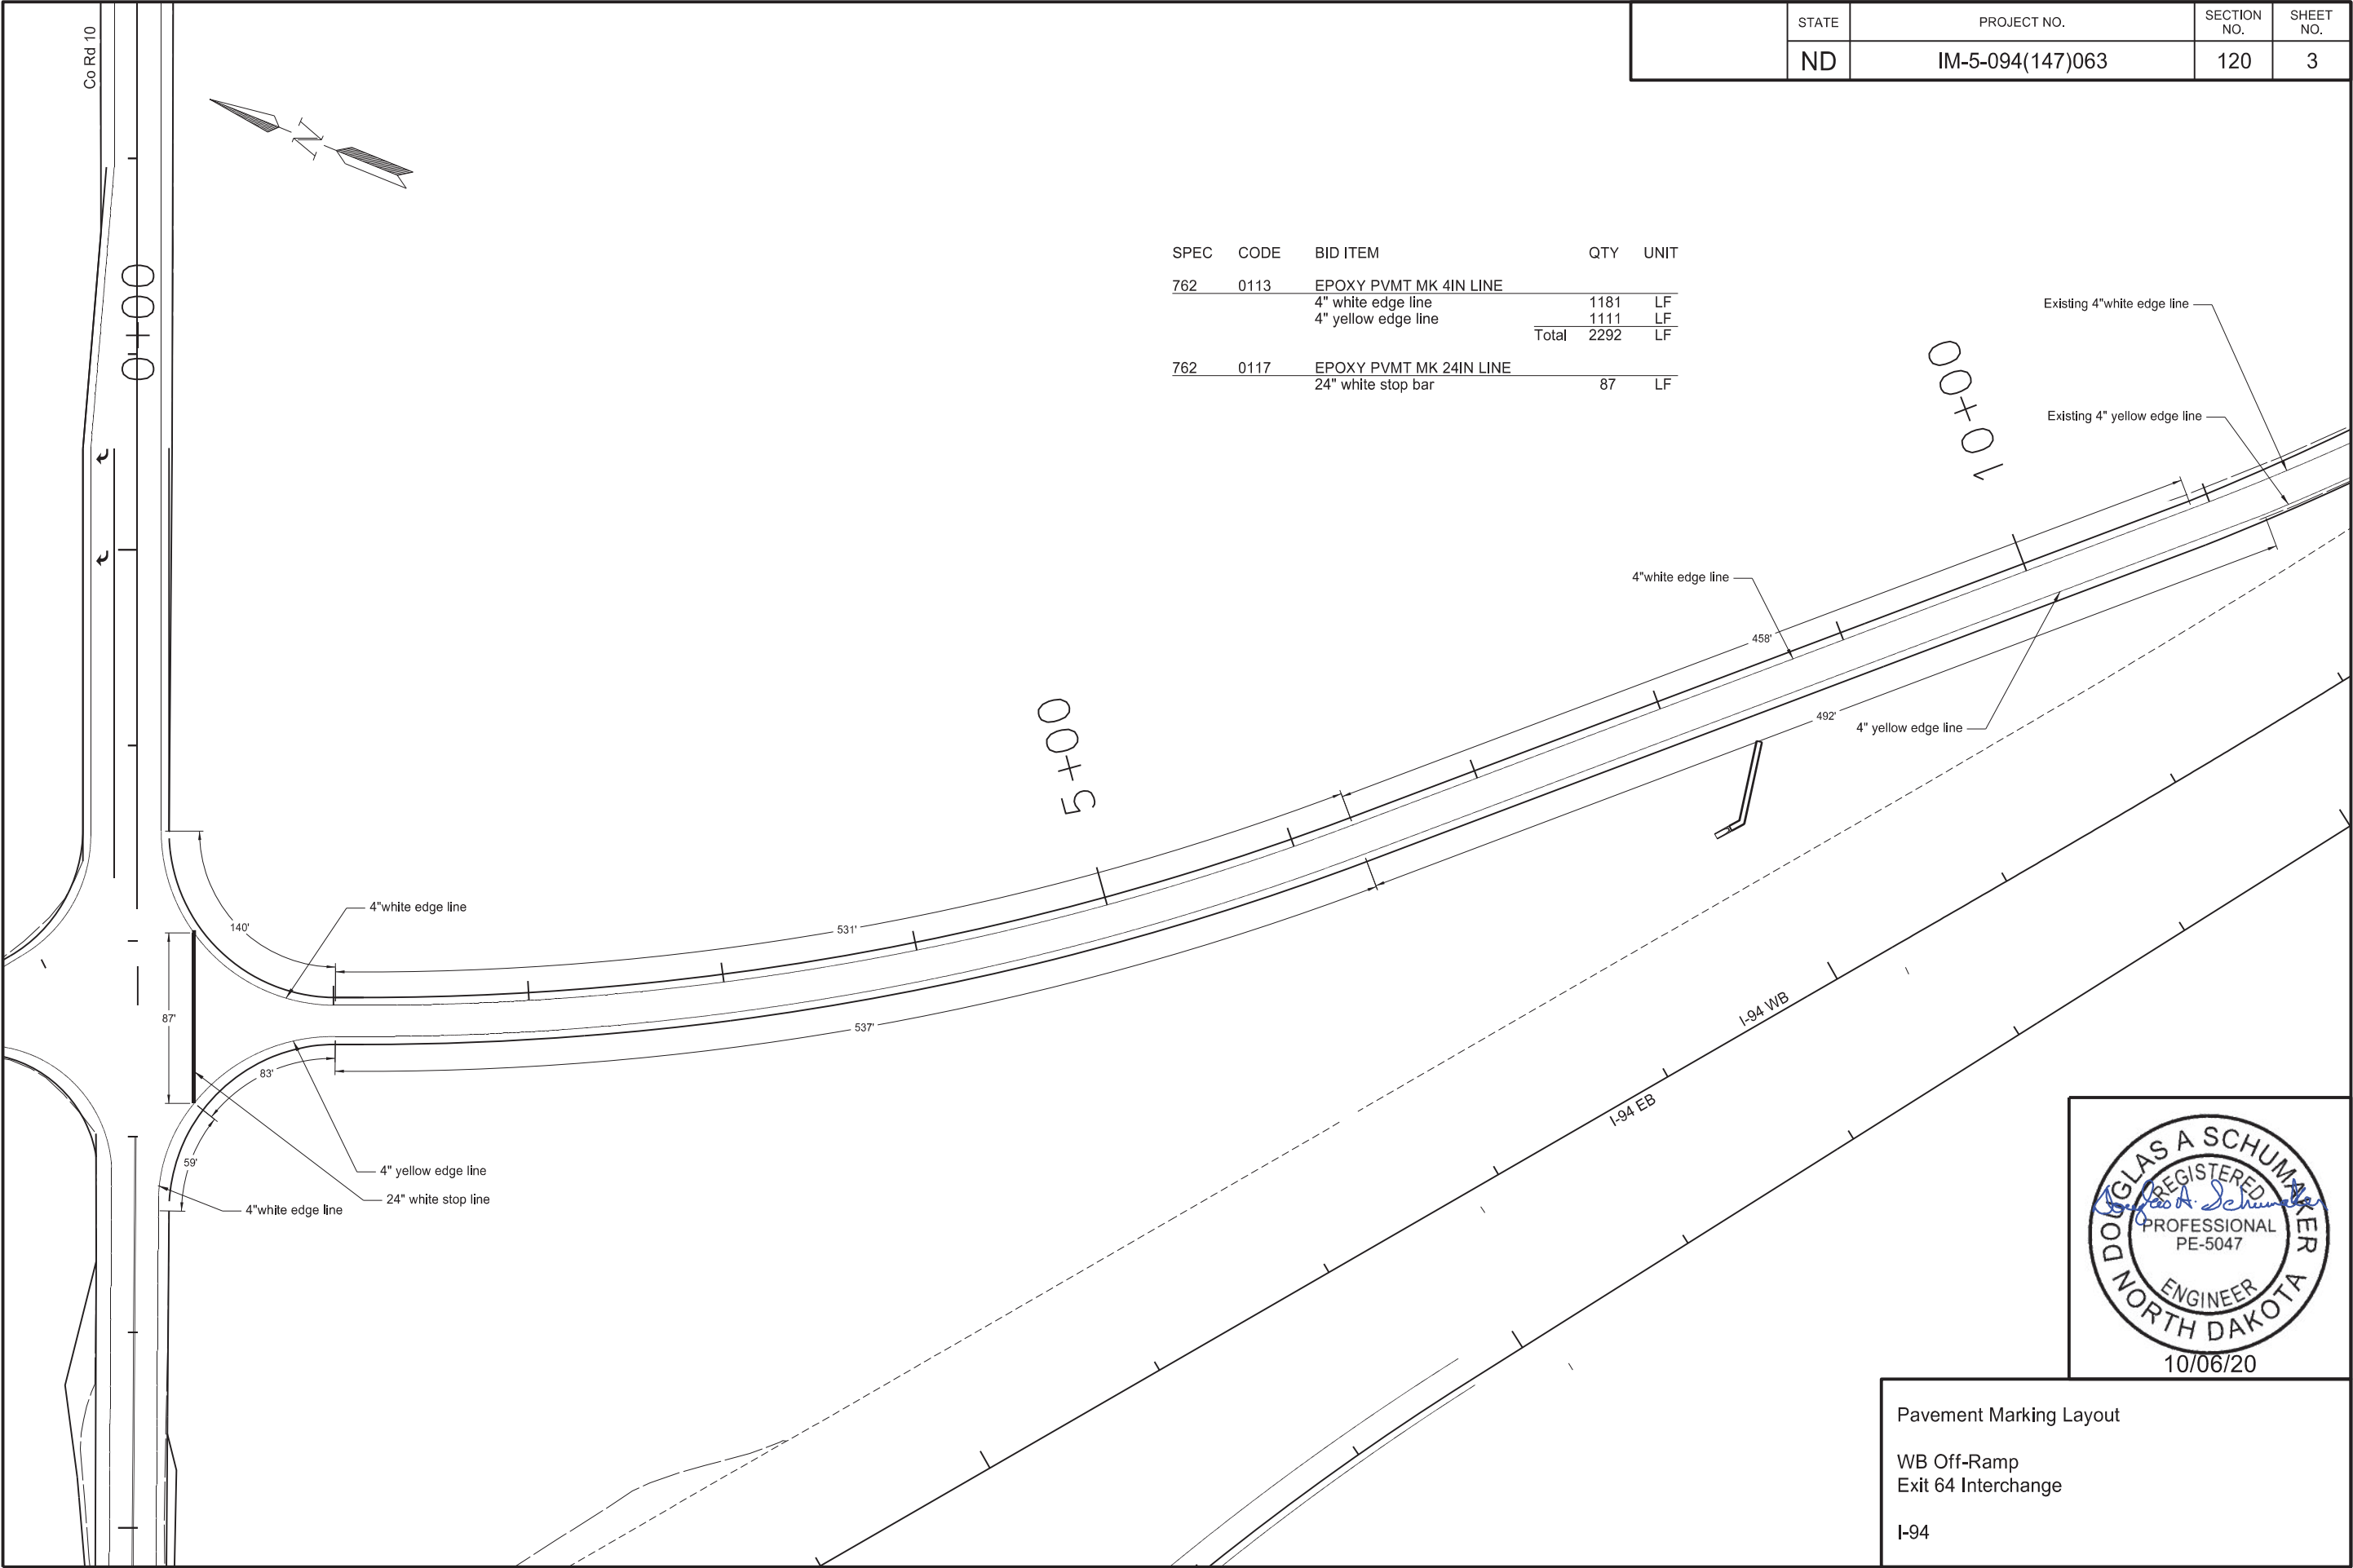 STATE PROJECT NO. SECTION NO. SHEET NO.
ND IM-5-094(147)063 120 3
Co Rd 10
N
0+00
SPEC CODE BID ITEM QTY UNIT
762 0113 EPOXY PVMT MK 4IN LINE
4" white edge line 1181 LF
4" yellow edge line 1111 LF
Total 2292 LF
762 0117 EPOXY PVMT MK 24IN LINE
24" white stop bar 87 LF
Existing 4"white edge line
10+00
Existing 4" yellow edge line
4"white edge line
458'
5+00
492'
4" yellow edge line
4"white edge line
140'
531'
87'
537'
83'
I-94 WB
I-94 EB
59'
4" yellow edge line
24" white stop line
4"white edge line
DOUGLAS A SCHUMAKER
REGISTERED
Douglas A. Schumaker
PROFESSIONAL
PE-5047
ENGINEER
NORTH DAKOTA
10/06/20
Pavement Marking Layout
WB Off-Ramp
Exit 64 Interchange
I-94